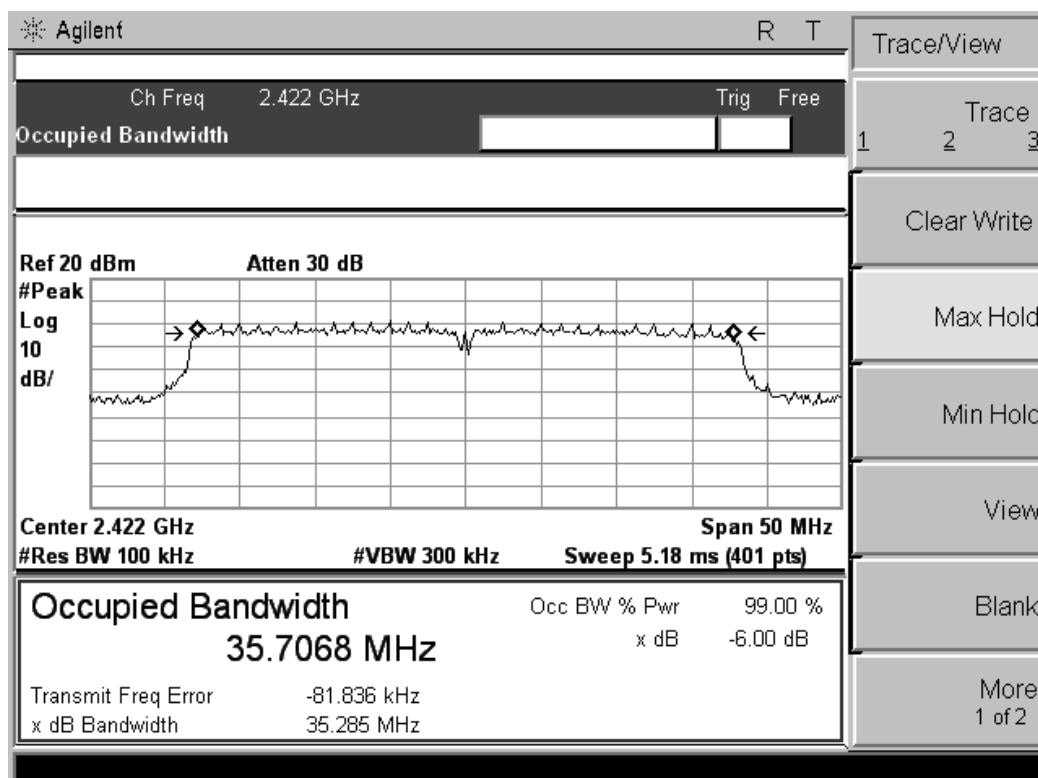 Agilent R T
Ch Freq 2.422 GHz Trig Free
Occupied Bandwidth
Ref 20 dBm Atten 30 dB
#Peak
Log
10
dB/
Center 2.422 GHz Span 50 MHz
#Res BW 100 kHz #VBW 300 kHz Sweep 5.18 ms (401 pts)
Occupied Bandwidth
35.7068 MHz
Occ BW % Pwr 99.00 %
x dB -6.00 dB
Transmit Freq Error -81.836 kHz
x dB Bandwidth 35.285 MHz
Trace/View
Trace
1 2 3
Clear Write
Max Hold
Min Hold
View
Blank
More
1 of 2